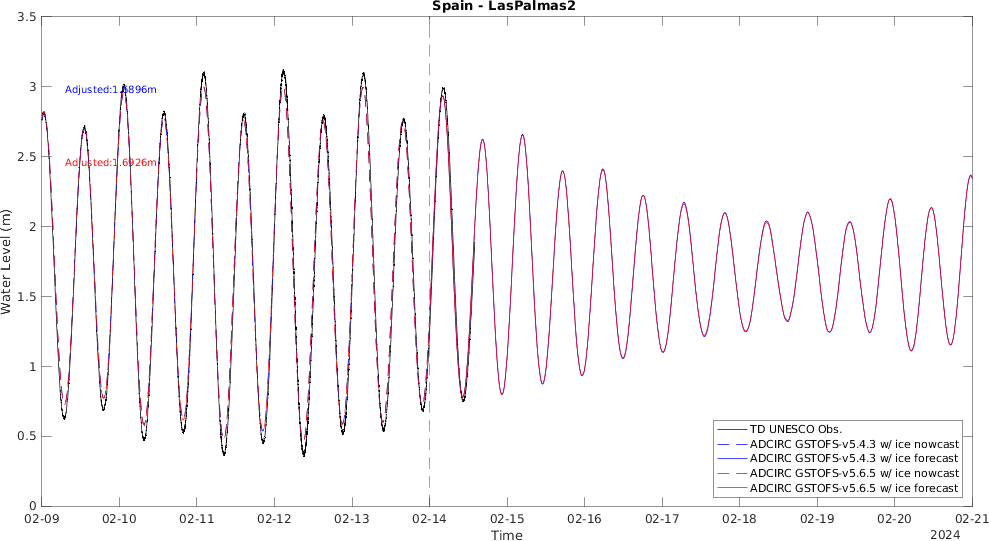 Spain - LasPalmas2
3.5
3
2.5
2
1.5
1
0.5
0
Water Level (m)
Adjusted:1.6896m
Adjusted:1.6926m
TD UNESCO Obs.
ADCIRC GSTOFS-v5.4.3 w/ ice nowcast
ADCIRC GSTOFS-v5.4.3 w/ ice forecast
ADCIRC GSTOFS-v5.6.5 w/ ice nowcast
ADCIRC GSTOFS-v5.6.5 w/ ice forecast
02-09 02-10 02-11 02-12 02-13 02-14 02-15 02-16 02-17 02-18 02-19 02-20 02-21
Time
2024